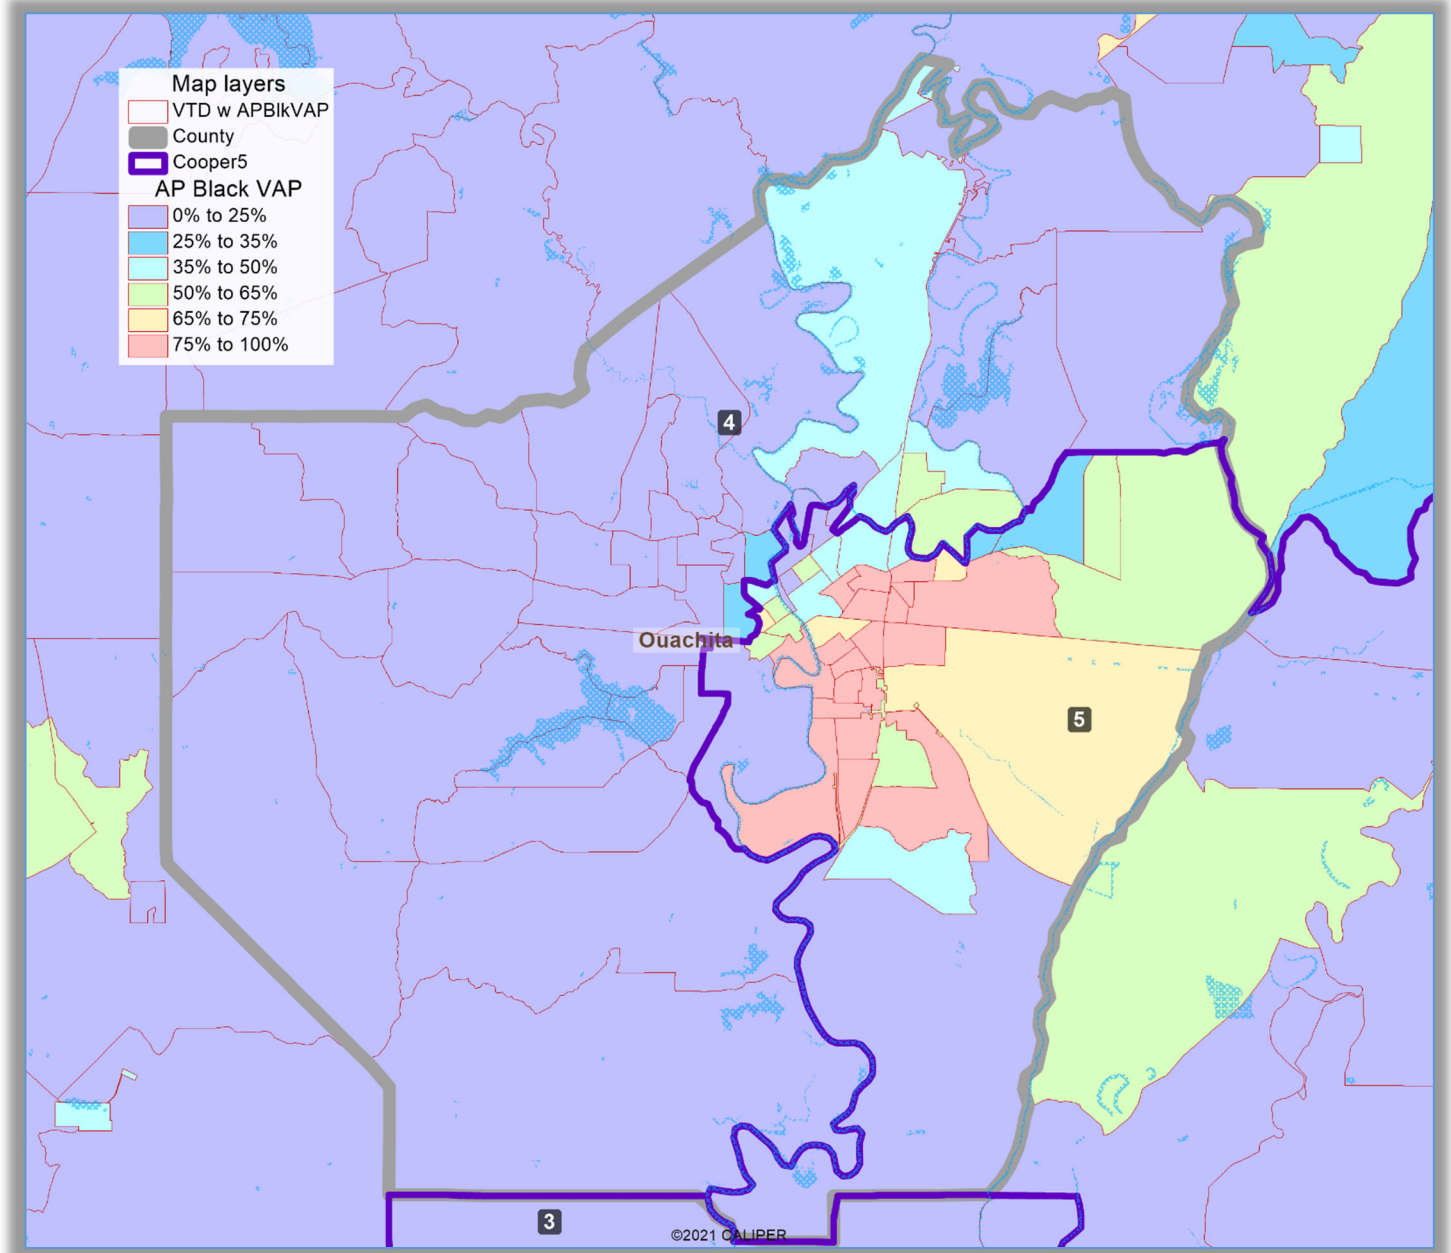 Map layers
VTD w APBlkVAP
County
Cooper5
AP Black VAP
0% to 25%
25% to 35%
35% to 50%
50% to 65%
65% to 75%
75% to 100%
4
Ouachita
5
3
©2021 CALIPER